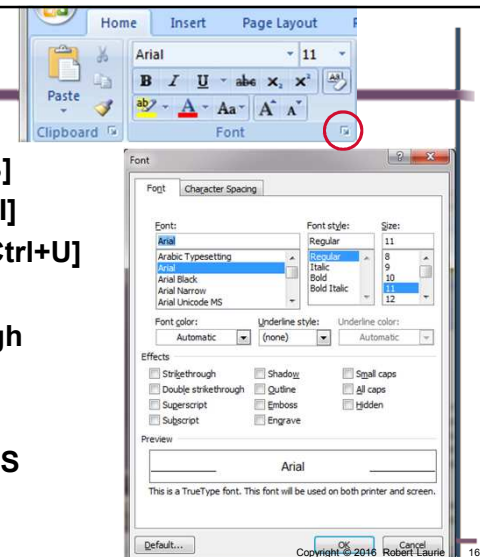 Home Insert Page Layout
Arial 11
B I U abc X₂ X²
Paste
ab A Aa A A
Clipboard Font
]
I]
Ctrl+U]
gh
S
Font
Font Character Spacing
Font: Font style: Size:
Arial Regular 11
Arabic Typesetting Regular 8
Arial Italic 9
Arial Black Bold 10
Arial Narrow Bold Italic 11
Arial Unicode MS 12
Font color: Underline style: Underline color:
Automatic (none) Automatic
Effects
Strikethrough Shadow Small caps
Double strikethrough Outline All caps
Superscript Emboss Hidden
Subscript Engrave
Preview
Arial
This is a TrueType font. This font will be used on both printer and screen.
Default... OK Cancel
Copyright © 2016 Robert Laurie 16